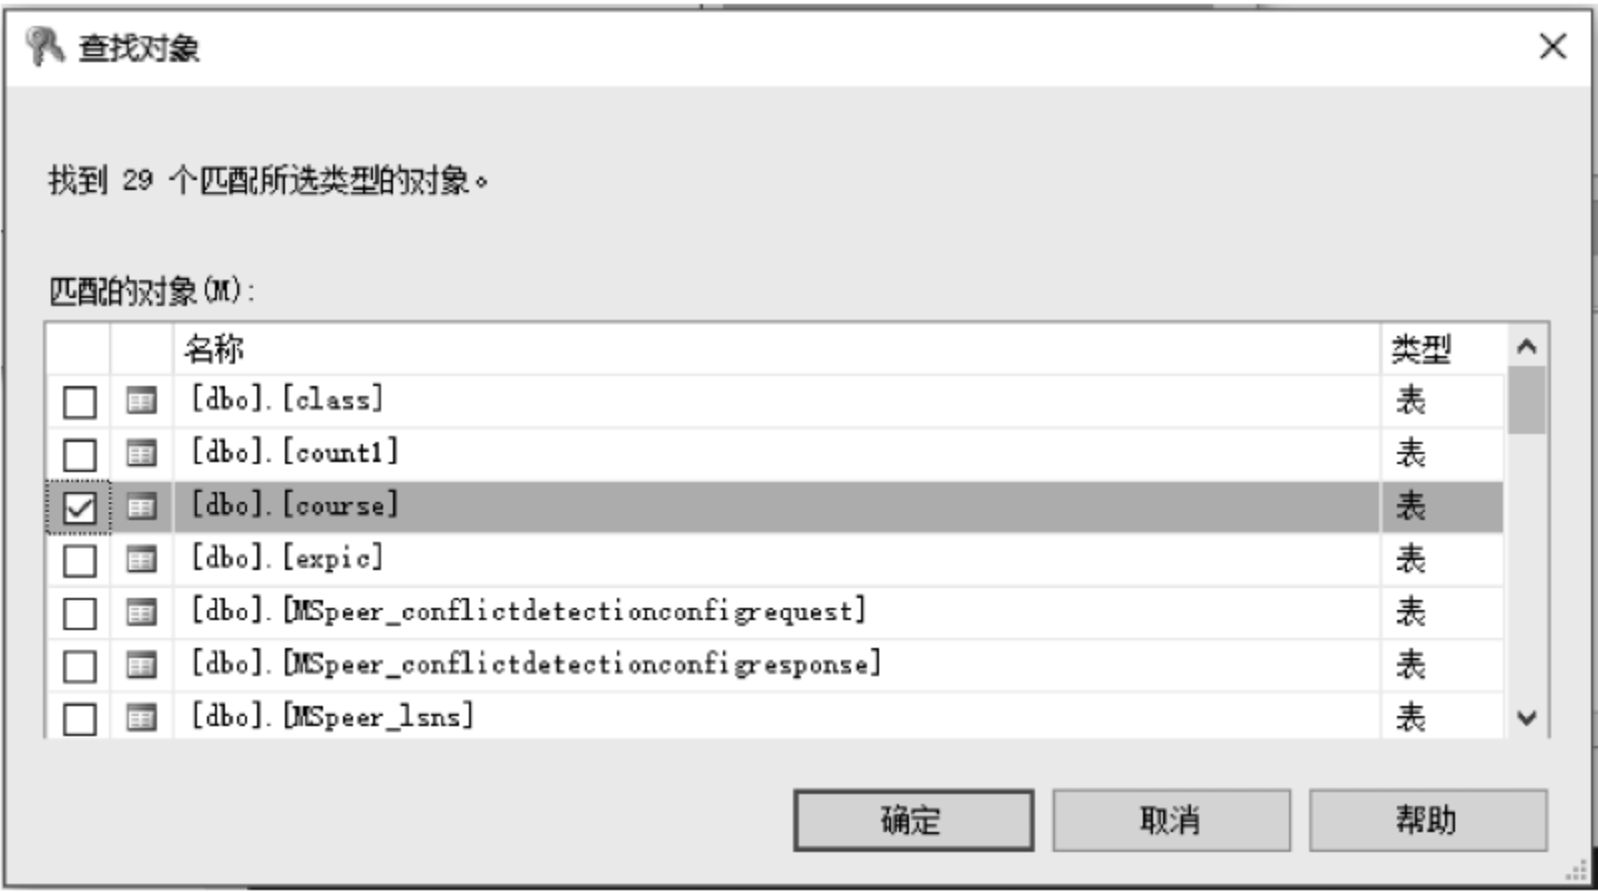 查找对象
找到 29 个匹配所选类型的对象。
匹配的对象(M):
名称 类型
[dbo].[class] 表
[dbo].[count1] 表
[dbo].[course] 表
[dbo].[expic] 表
[dbo].[MSpeer_conflictdetectionconfigrequest] 表
[dbo].[MSpeer_conflictdetectionconfigresponse] 表
[dbo].[MSpeer_lsns] 表
确定 取消 帮助